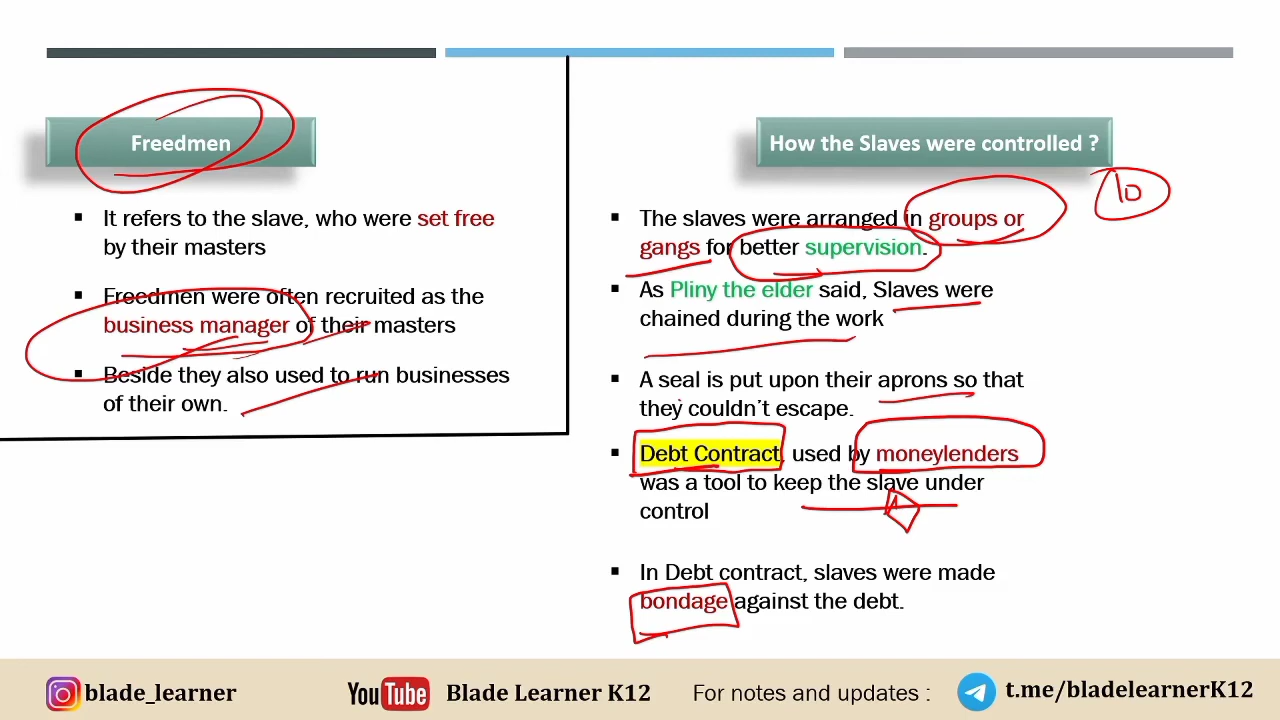 Freedmen
▪ It refers to the slave, who were set free
by their masters
▪ Freedmen were often recruited as the
business manager of their masters
▪ Beside they also used to run businesses
of their own.
How the Slaves were controlled ?
10
▪ The slaves were arranged in groups or
gangs for better supervision.
▪ As Pliny the elder said, Slaves were
chained during the work
▪ A seal is put upon their aprons so that
they couldn't escape.
▪ Debt Contract, used by moneylenders
was a tool to keep the slave under
control
▪ In Debt contract, slaves were made
bondage against the debt.
blade_learner
YouTube Blade Learner K12
For notes and updates :
t.me/bladelearnerK12